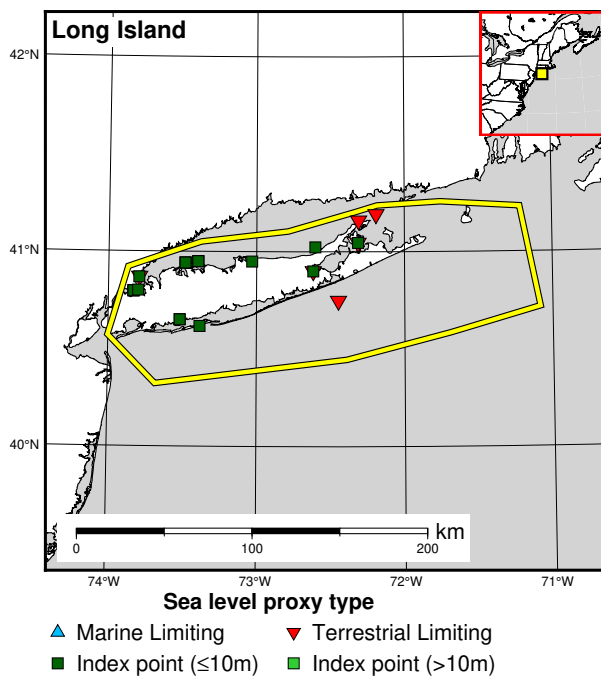 Long Island
42°N
41°N
40°N
km
0 100 200
74°W 73°W 72°W 71°W
Sea level proxy type
Marine Limiting Terrestrial Limiting
Index point (≤10m) Index point (>10m)